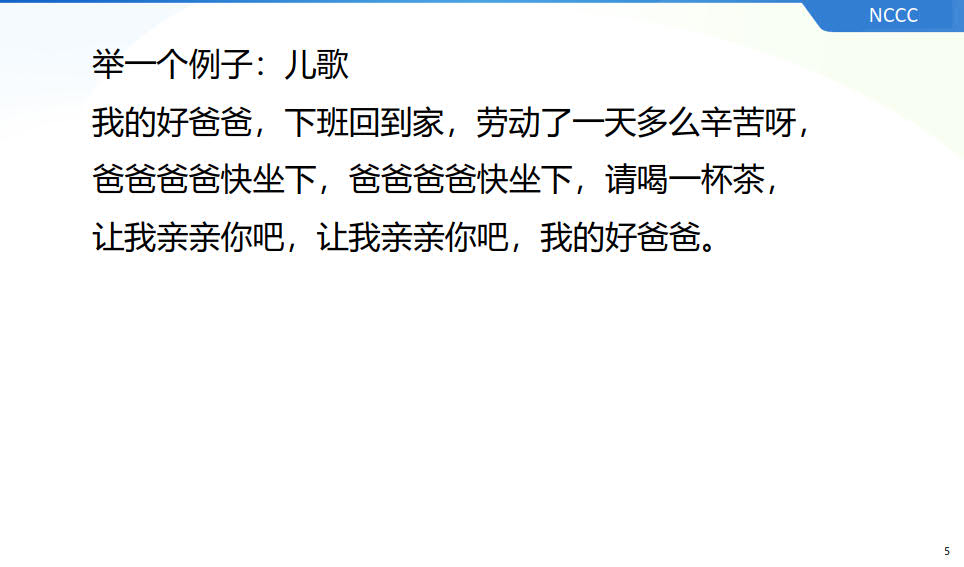 NCCC
举一个例子：儿歌
我的好爸爸，下班回到家，劳动了一天多么辛苦呀，
爸爸爸爸快坐下，爸爸爸爸快坐下，请喝一杯茶，
让我亲亲你吧，让我亲亲你吧，我的好爸爸。
5